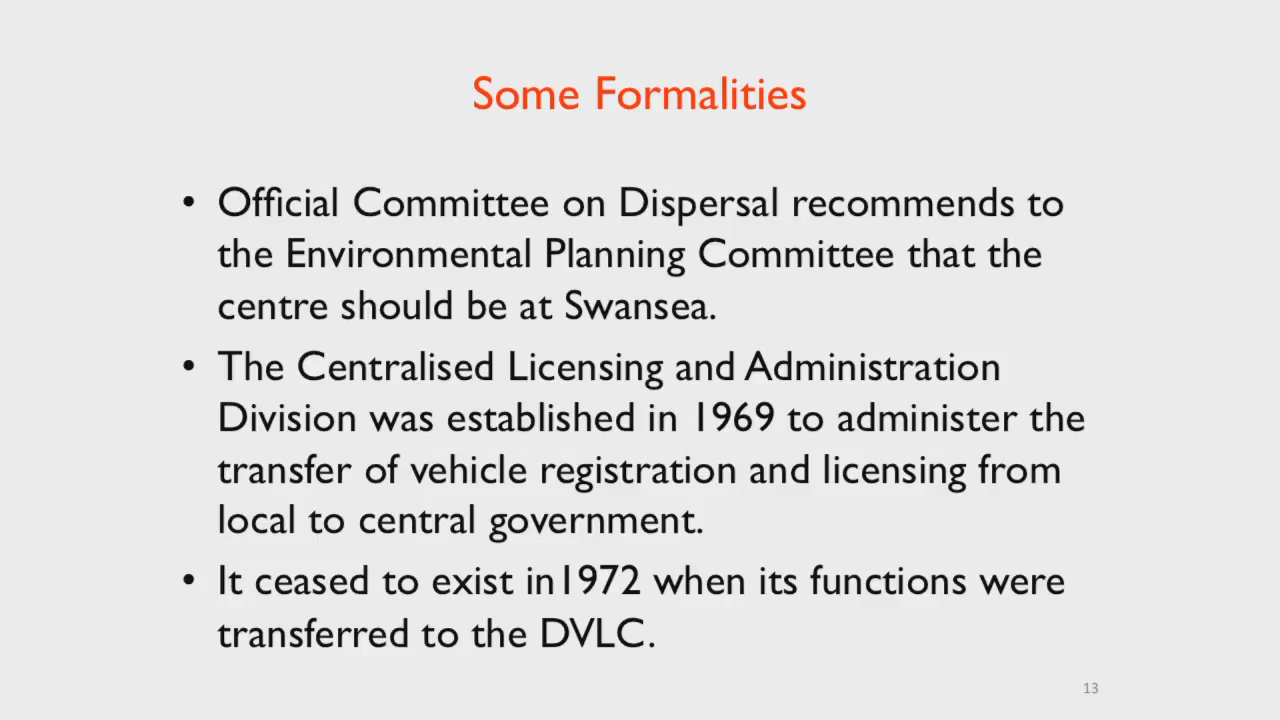 Some Formalities
• Official Committee on Dispersal recommends to
the Environmental Planning Committee that the
centre should be at Swansea.
• The Centralised Licensing and Administration
Division was established in 1969 to administer the
transfer of vehicle registration and licensing from
local to central government.
• It ceased to exist in1972 when its functions were
transferred to the DVLC.
13